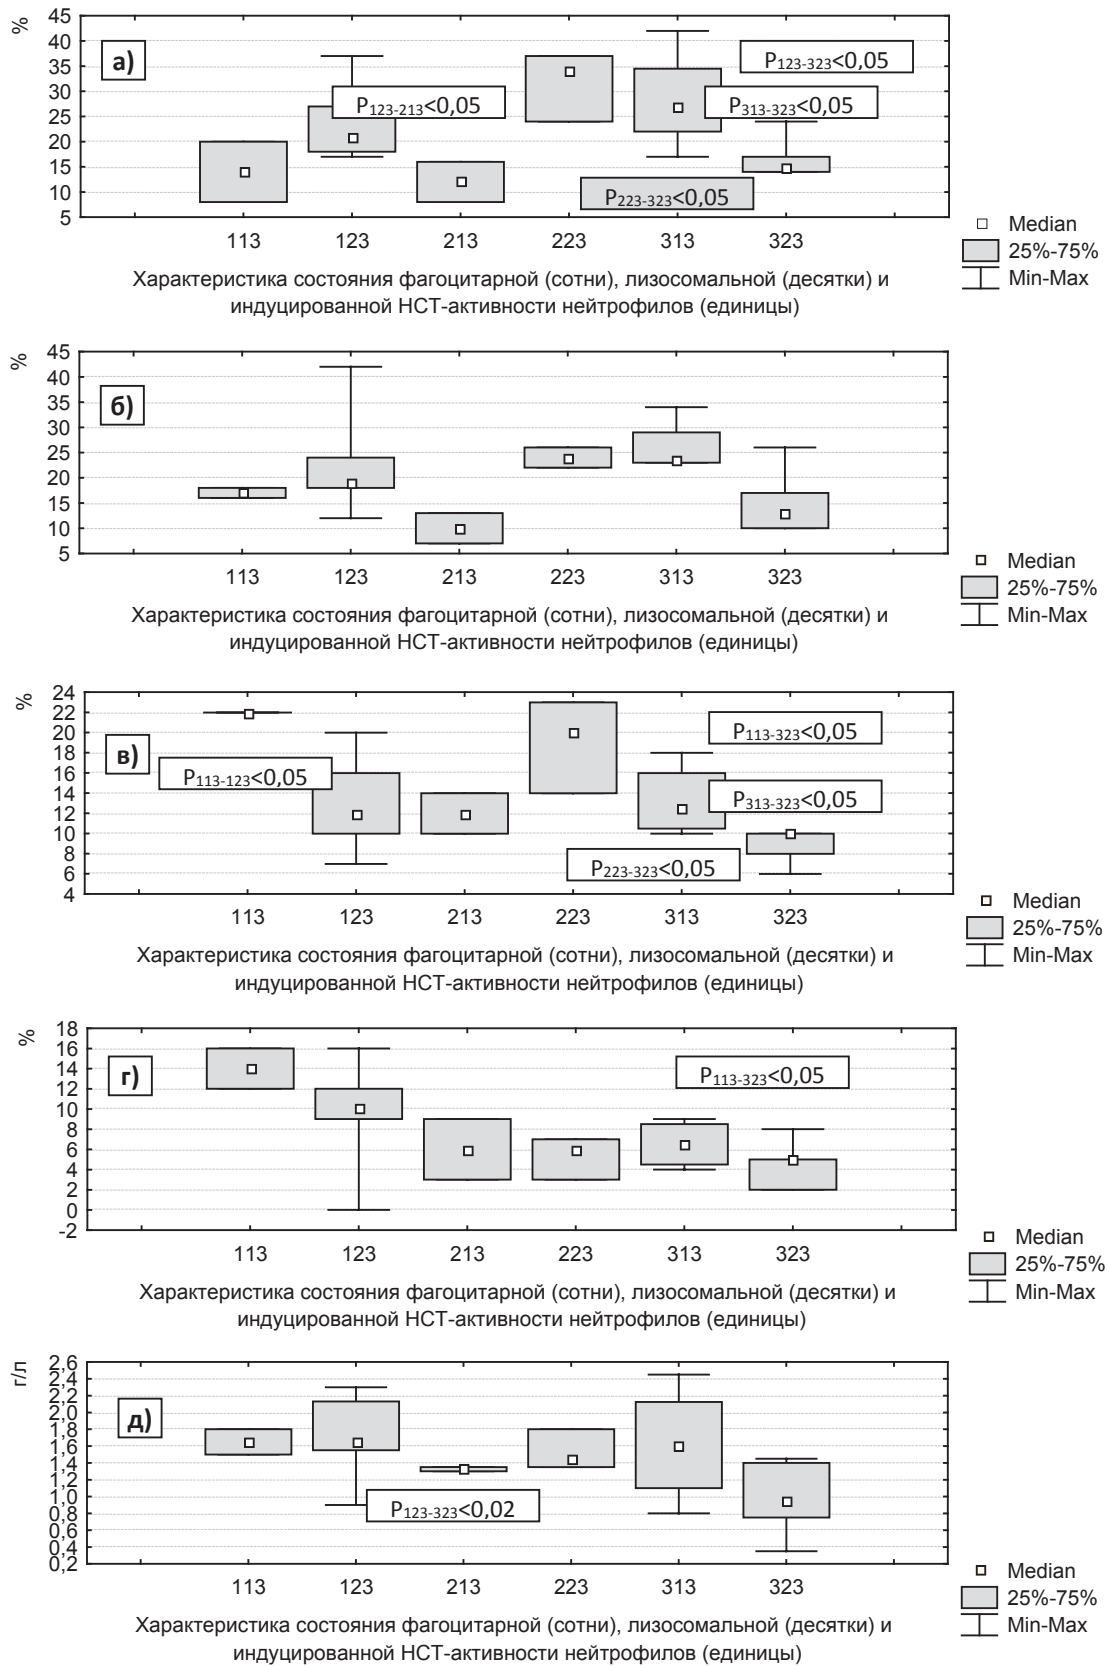 %
45
40
35
30
25
20
15
10
5
а)
P123-323<0,05
P123-213<0,05
P313-323<0,05
P223-323<0,05
113 123 213 223 313 323
Median
25%-75%
Min-Max
Характеристика состояния фагоцитарной (сотни), лизосомальной (десятки) и
индуцированной НСТ-активности нейтрофилов (единицы)
%
45
40
35
30
25
20
15
10
5
б)
113 123 213 223 313 323
Median
25%-75%
Min-Max
Характеристика состояния фагоцитарной (сотни), лизосомальной (десятки) и
индуцированной НСТ-активности нейтрофилов (единицы)
%
24
22
20
18
16
14
12
10
8
6
4
в)
P113-323<0,05
P113-123<0,05
P313-323<0,05
P223-323<0,05
113 123 213 223 313 323
Median
25%-75%
Min-Max
Характеристика состояния фагоцитарной (сотни), лизосомальной (десятки) и
индуцированной НСТ-активности нейтрофилов (единицы)
%
18
16
14
12
10
8
6
4
2
0
-2
г)
P113-323<0,05
113 123 213 223 313 323
Median
25%-75%
Min-Max
Характеристика состояния фагоцитарной (сотни), лизосомальной (десятки) и
индуцированной НСТ-активности нейтрофилов (единицы)
г/л
2,6
2,4
2,2
2,0
1,8
1,6
1,4
1,2
1,0
0,8
0,6
0,4
0,2
д)
P123-323<0,02
113 123 213 223 313 323
Median
25%-75%
Min-Max
Характеристика состояния фагоцитарной (сотни), лизосомальной (десятки) и
индуцированной НСТ-активности нейтрофилов (единицы)